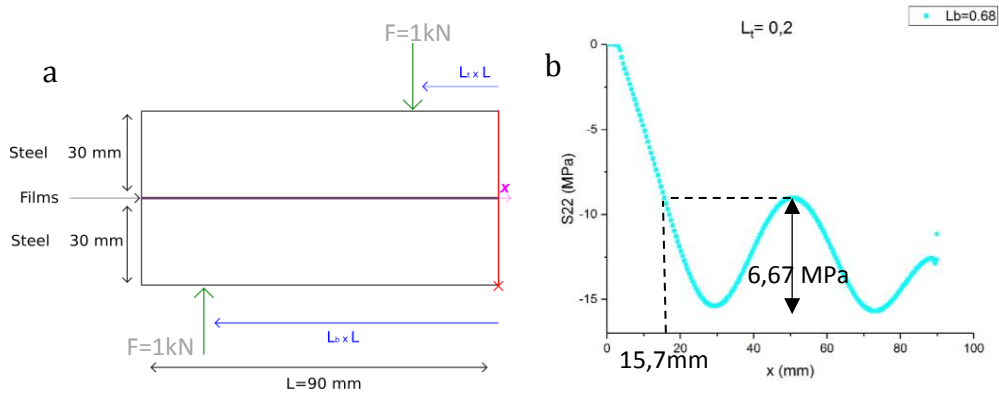 a
F=1kN
Lₜ x L
Steel 30 mm
x
Films
Steel 30 mm
F=1kN
L_b x L
L=90 mm
b
Lₜ= 0,2
Lb=0.68
0
-5
-10
-15
S22 (MPa)
6,67 MPa
0 20 40 60 80 100
15,7mm
x (mm)